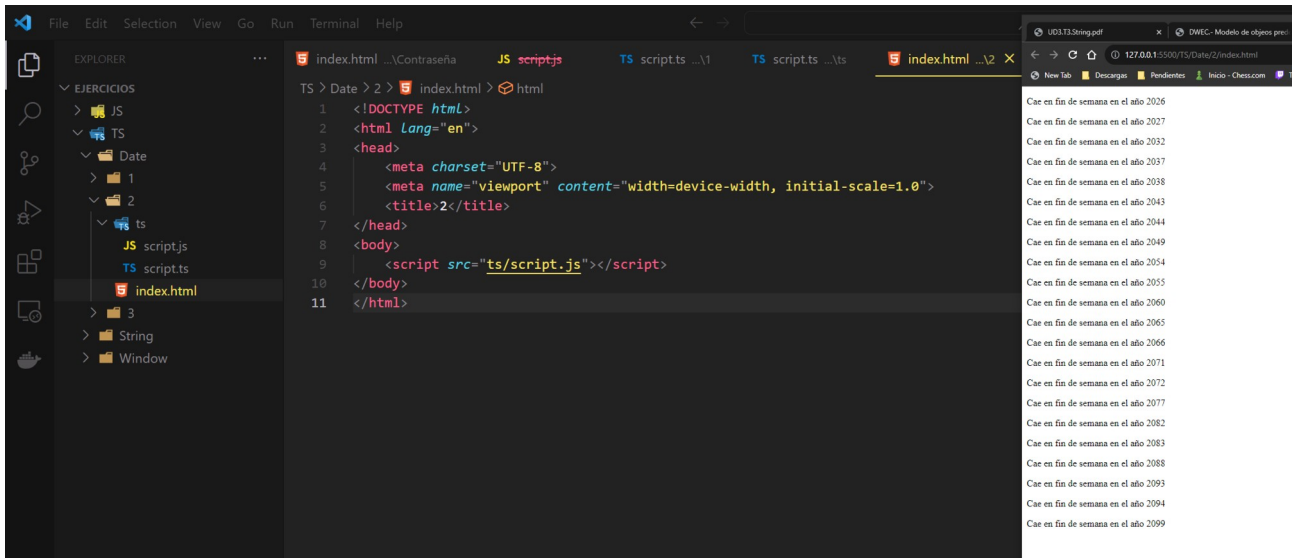 File Edit Selection View Go Run Terminal Help
EXPLORER ...
EJERCICIOS
JS
TS
Date
1
2
ts
JS script.js
TS script.ts
index.html
3
String
Window
index.html ...\Contraseña JS script.js TS script.ts ...\1 TS script.ts ...\ts index.html ...\2
TS > Date > 2 > index.html > html
1 <!DOCTYPE html>
2 <html lang="en">
3 <head>
4 <meta charset="UTF-8">
5 <meta name="viewport" content="width=device-width, initial-scale=1.0">
6 <title>2</title>
7 </head>
8 <body>
9 <script src="ts/script.js"></script>
10 </body>
11 </html>
UD3.T3.String.pdf DWEC.- Modelo de objeos pred
127.0.0.1:5500/TS/Date/2/index.html
New Tab Descargas Pendientes Inicio - Chess.com T
Cae en fin de semana en el año 2026
Cae en fin de semana en el año 2027
Cae en fin de semana en el año 2032
Cae en fin de semana en el año 2037
Cae en fin de semana en el año 2038
Cae en fin de semana en el año 2043
Cae en fin de semana en el año 2044
Cae en fin de semana en el año 2049
Cae en fin de semana en el año 2054
Cae en fin de semana en el año 2055
Cae en fin de semana en el año 2060
Cae en fin de semana en el año 2065
Cae en fin de semana en el año 2066
Cae en fin de semana en el año 2071
Cae en fin de semana en el año 2072
Cae en fin de semana en el año 2077
Cae en fin de semana en el año 2082
Cae en fin de semana en el año 2083
Cae en fin de semana en el año 2088
Cae en fin de semana en el año 2093
Cae en fin de semana en el año 2094
Cae en fin de semana en el año 2099